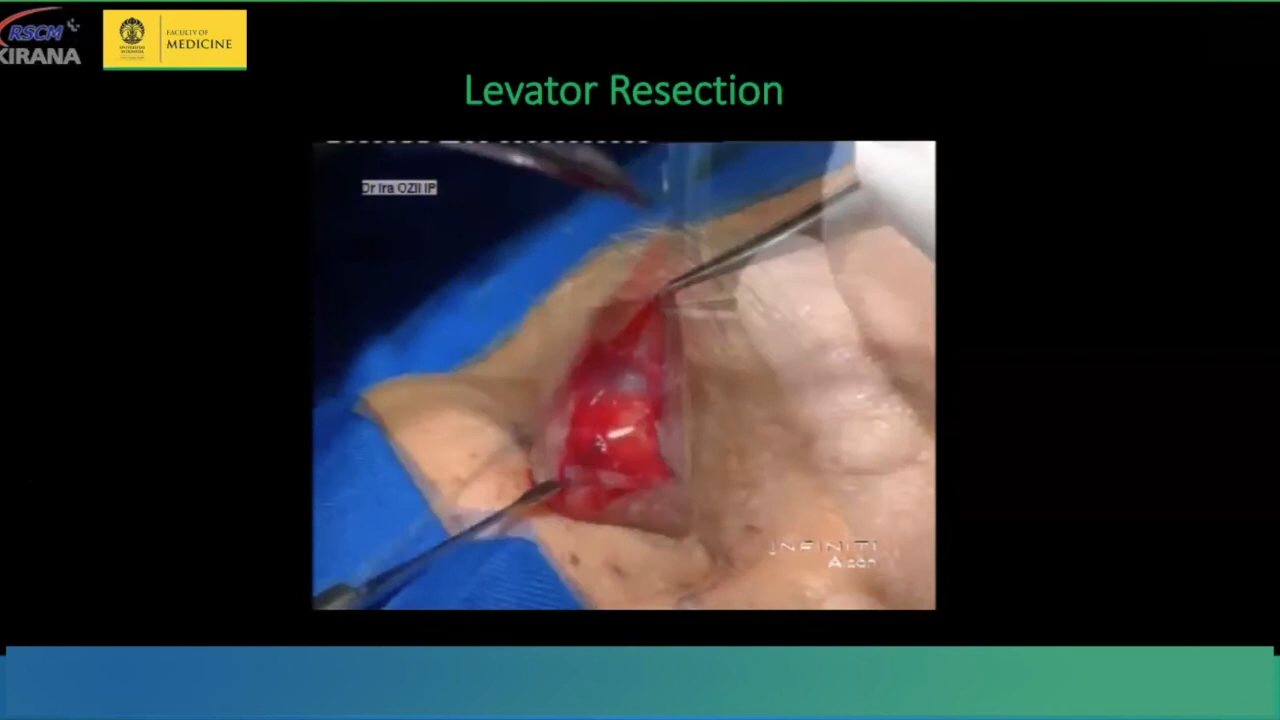 RSCM
KIRANA
FACULTY OF
MEDICINE
Levator Resection
Dr Ira OZII IP
INFINITI
Alcon